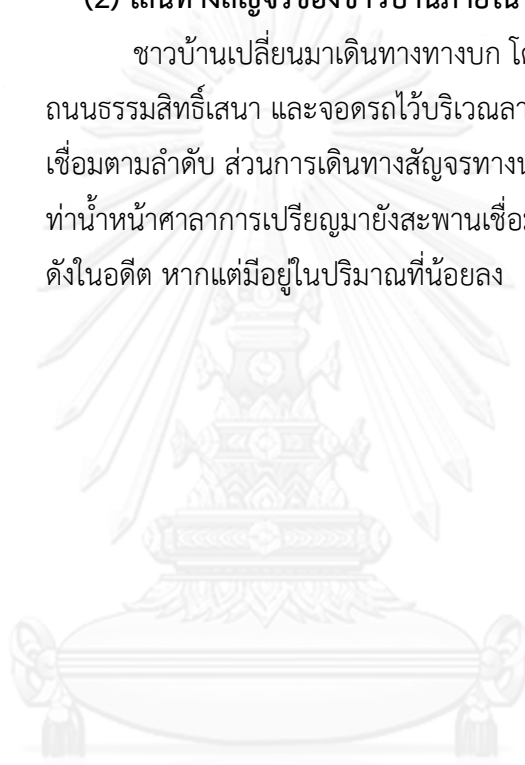 (2) เส้นทางสัญจรของชาวบ้านภายใน
ชาวบ้านเปลี่ยนมาเดินทางทางบก
ถนนธรรมสิทธิ์เสนา และจอดรถไว้บริเวณ
เชื่อมตามลำดับ ส่วนการเดินทางสัญจรทาง
ท่าน้ำหน้าศาลาการเปรียญมายังสะพานเชื่อ
ดังในอดีต หากแต่มีอยู่ในปริมาณที่น้อยลง